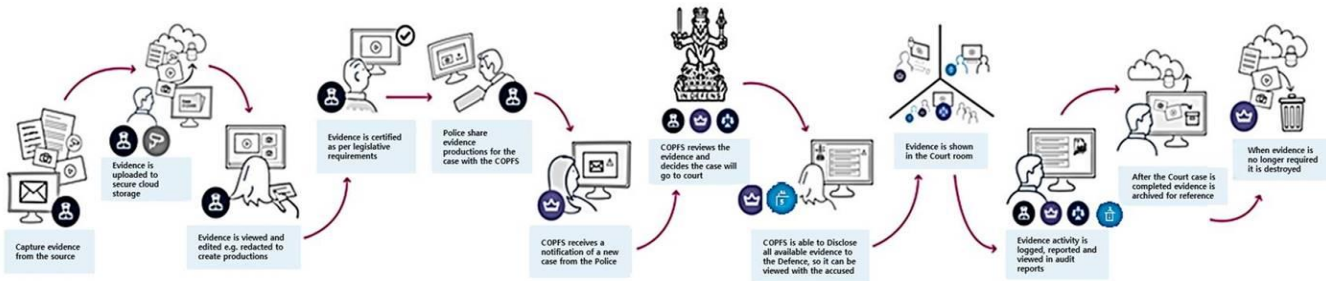 Capture evidence
from the source
Evidence is
uploaded to
secure cloud
storage
Evidence is viewed and
edited e.g. redacted to
create productions
Evidence is certified
as per legislative
requirements
Police share
evidence
productions for the
case with the COPFS
COPFS receives a
notification of a new
case from the Police
COPFS reviews the
evidence and
decides the case will
go to court
COPFS is able to Disclose
all available evidence to
the Defence, so it can be
viewed with the accused
Evidence is shown
in the Court room
Evidence activity is
logged, reported and
viewed in audit
reports
After the Court case is
completed evidence is
archived for reference
When evidence is
no longer required
it is destroyed